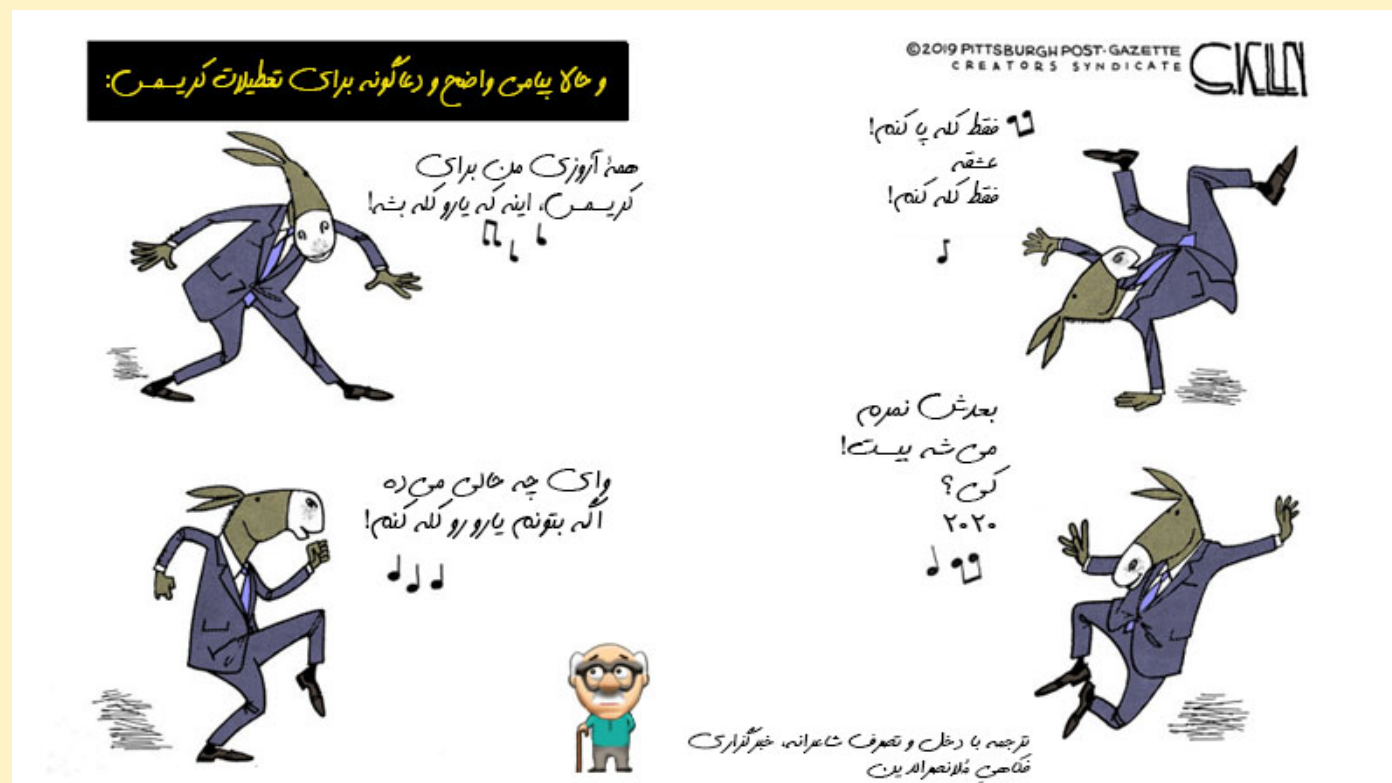 و حالا پیامی واضح و دعاگونه برای تعطیلات کریسمس:
©2019 PITTSBURGH POST-GAZETTE
CREATORS SYNDICATE
S.KELLEY
همهٔ آروزی من برای
کریسمس، اینه که یارو کله بشه!
فقط کله پا کنم!
عشقه
فقط کله کنم!
وای چه حالی می‌ده
اگه بتونم یارو رو کله کنم!
بعدش نمرم
می‌شه بیست!
کی؟
۲۰۲۰
ترجمه با دخل و تصرف شاعرانه، خبرگزاری
فکاهی مُلانصرالدین